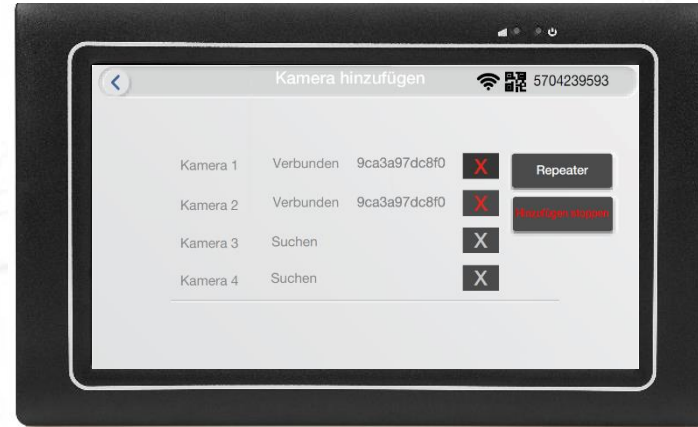 Kamera hinzufügen
5704239593
Kamera 1 Verbunden 9ca3a97dc8f0 X
Repeater
Kamera 2 Verbunden 9ca3a97dc8f0 X
Hinzufügen stoppen
Kamera 3 Suchen X
Kamera 4 Suchen X